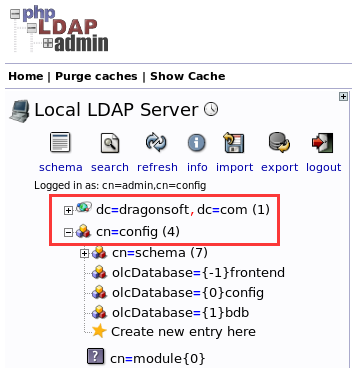 php
LDAP
admin
Home | Purge caches | Show Cache
Local LDAP Server
schema search refresh info import export logout
Logged in as: cn=admin,cn=config
dc=dragonsoft,dc=com (1)
cn=config (4)
cn=schema (7)
olcDatabase={-1}frontend
olcDatabase={0}config
olcDatabase={1}bdb
Create new entry here
? cn=module{0}